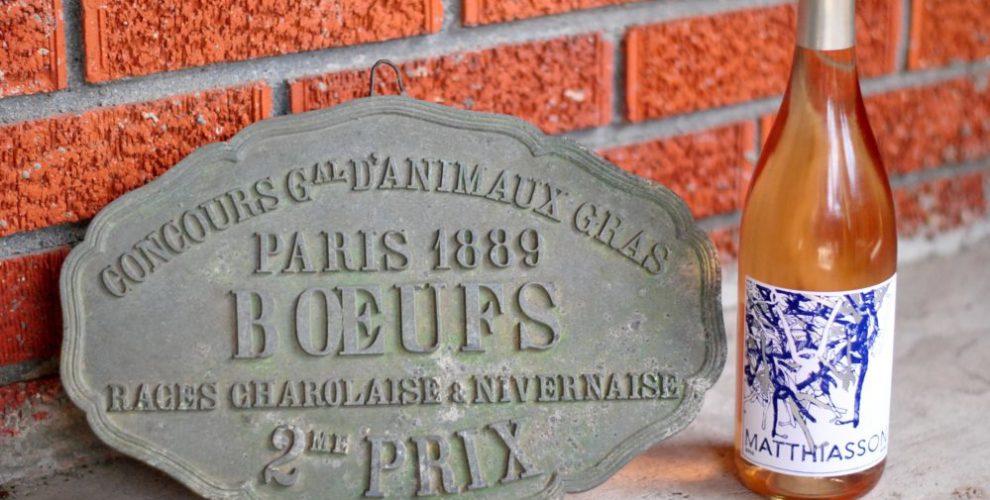 CONCOURS GAL D'ANIMAUX GRAS
PARIS 1889
BŒUFS
RACES CHAROLAISE & NIVERNAISE
2ME PRIX
MATTHIASSON